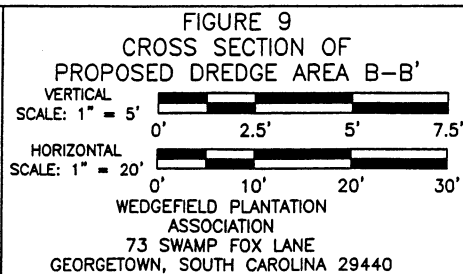 FIGURE 9
CROSS SECTION OF
PROPOSED DREDGE AREA B-B'
VERTICAL
SCALE: 1" = 5'
0' 2.5' 5' 7.5'
HORIZONTAL
SCALE: 1" = 20'
0' 10' 20' 30'
WEDGEFIELD PLANTATION
ASSOCIATION
73 SWAMP FOX LANE
GEORGETOWN, SOUTH CAROLINA 29440